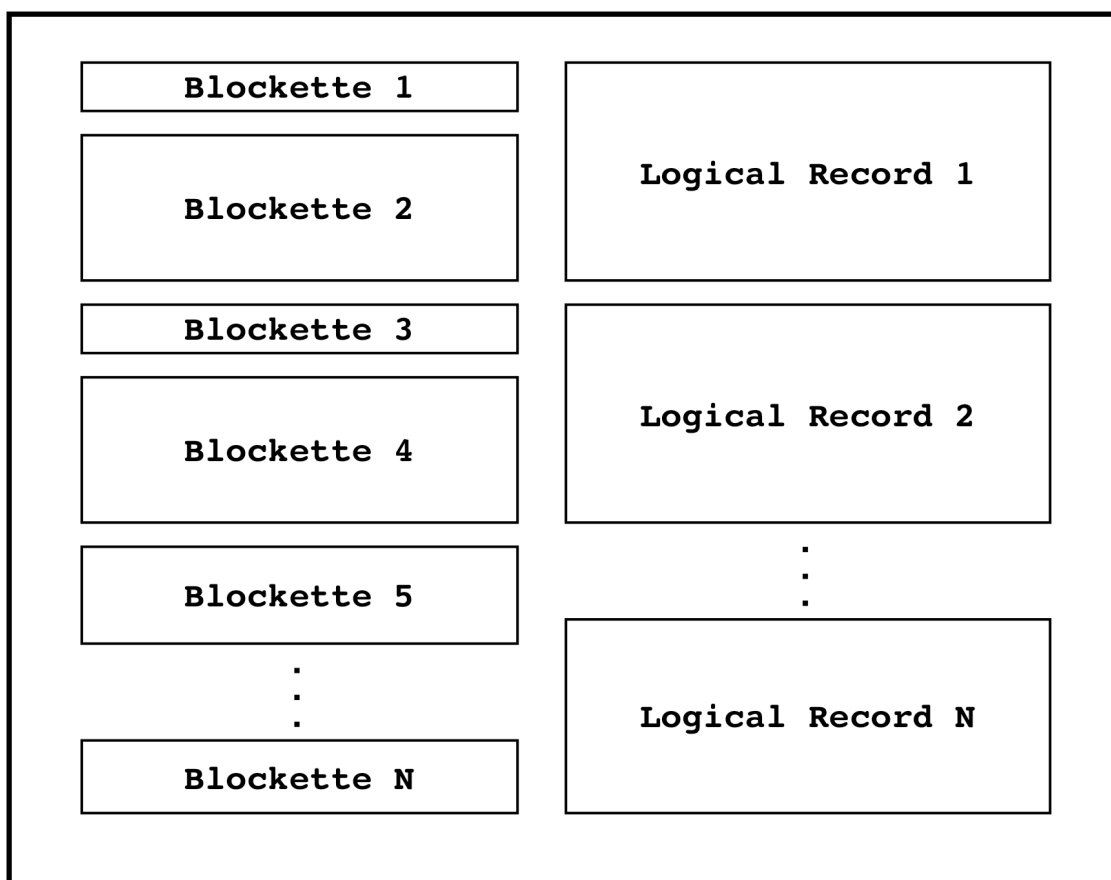 Blockette 1
Blockette 2
Blockette 3
Blockette 4
Blockette 5
.
.
.
Blockette N
Logical Record 1
Logical Record 2
.
.
.
Logical Record N